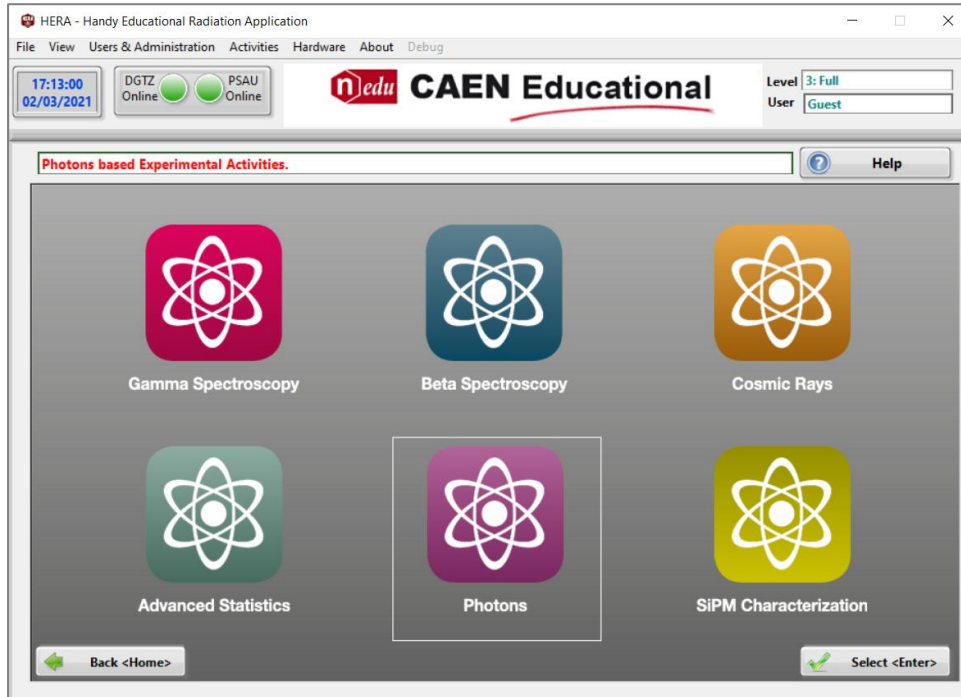 HERA - Handy Educational Radiation Application
File View Users & Administration Activities Hardware About Debug
17:13:00
02/03/2021
DGTZ
Online
PSAU
Online
n edu CAEN Educational
Level 3: Full
User Guest
Photons based Experimental Activities.
Help
Gamma Spectroscopy
Beta Spectroscopy
Cosmic Rays
Advanced Statistics
Photons
SiPM Characterization
Back <Home>
Select <Enter>